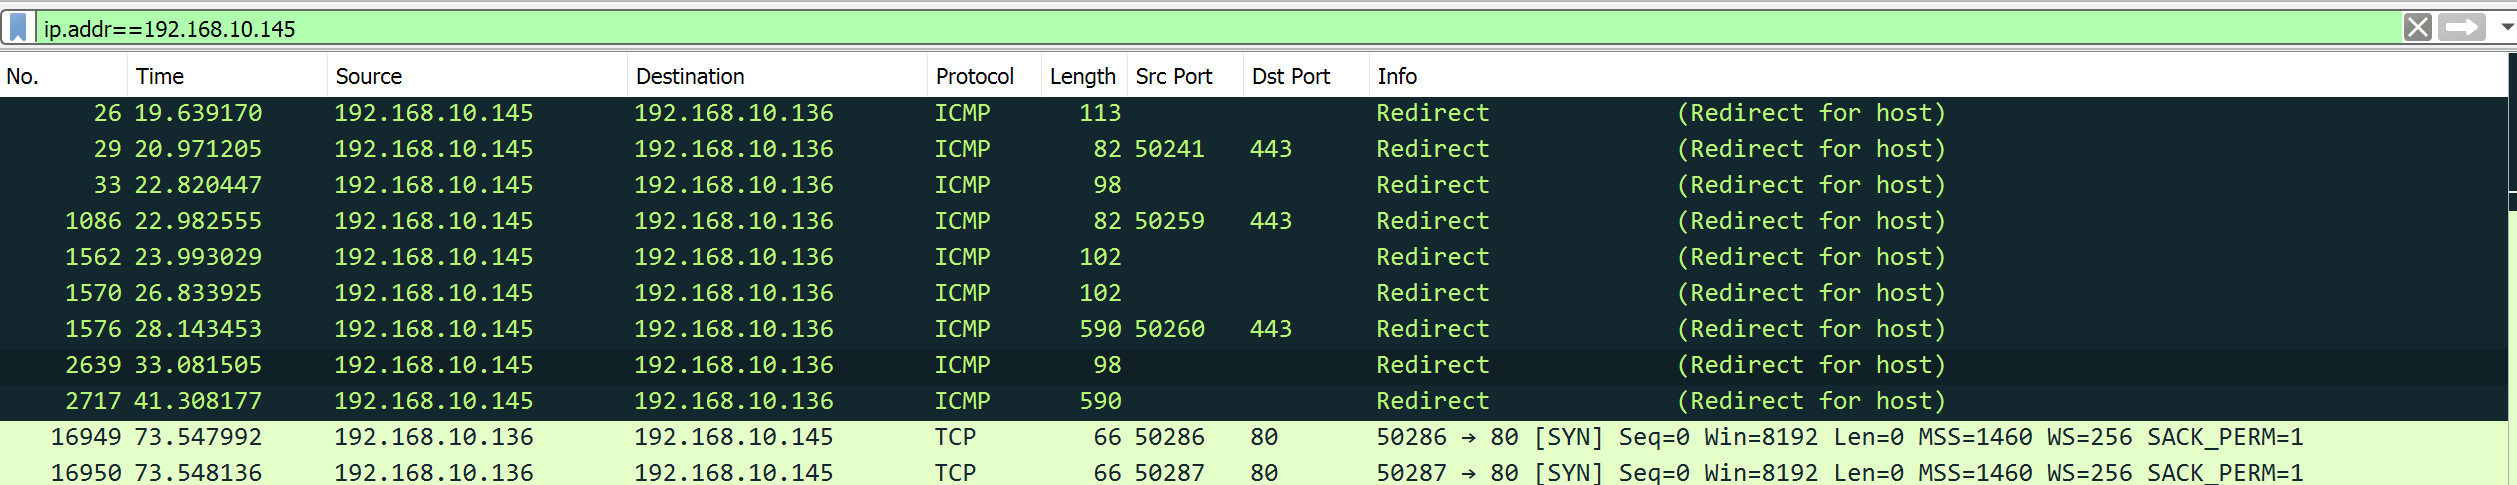 ip.addr==192.168.10.145
No. Time Source Destination Protocol Length Src Port Dst Port Info
26 19.639170 192.168.10.145 192.168.10.136 ICMP 113 Redirect (Redirect for host)
29 20.971205 192.168.10.145 192.168.10.136 ICMP 82 50241 443 Redirect (Redirect for host)
33 22.820447 192.168.10.145 192.168.10.136 ICMP 98 Redirect (Redirect for host)
1086 22.982555 192.168.10.145 192.168.10.136 ICMP 82 50259 443 Redirect (Redirect for host)
1562 23.993029 192.168.10.145 192.168.10.136 ICMP 102 Redirect (Redirect for host)
1570 26.833925 192.168.10.145 192.168.10.136 ICMP 102 Redirect (Redirect for host)
1576 28.143453 192.168.10.145 192.168.10.136 ICMP 590 50260 443 Redirect (Redirect for host)
2639 33.081505 192.168.10.145 192.168.10.136 ICMP 98 Redirect (Redirect for host)
2717 41.308177 192.168.10.145 192.168.10.136 ICMP 590 Redirect (Redirect for host)
16949 73.547992 192.168.10.136 192.168.10.145 TCP 66 50286 80 50286 → 80 [SYN] Seq=0 Win=8192 Len=0 MSS=1460 WS=256 SACK_PERM=1
16950 73.548136 192.168.10.136 192.168.10.145 TCP 66 50287 80 50287 → 80 [SYN] Seq=0 Win=8192 Len=0 MSS=1460 WS=256 SACK_PERM=1